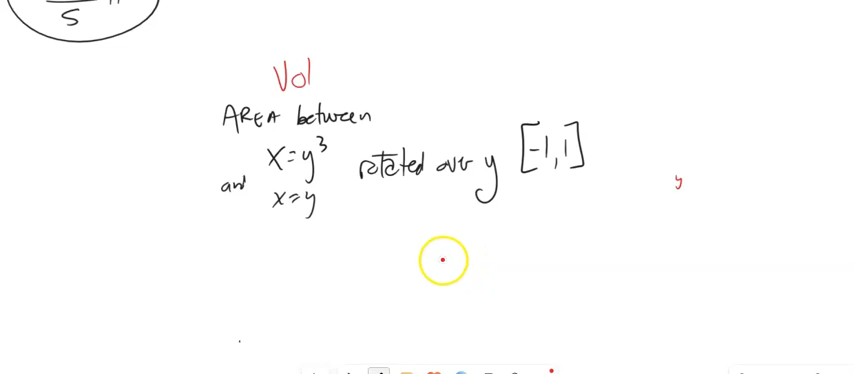 5
Vol
AREA between
x=y³
and x=y
rotated over y [-1,1]
y